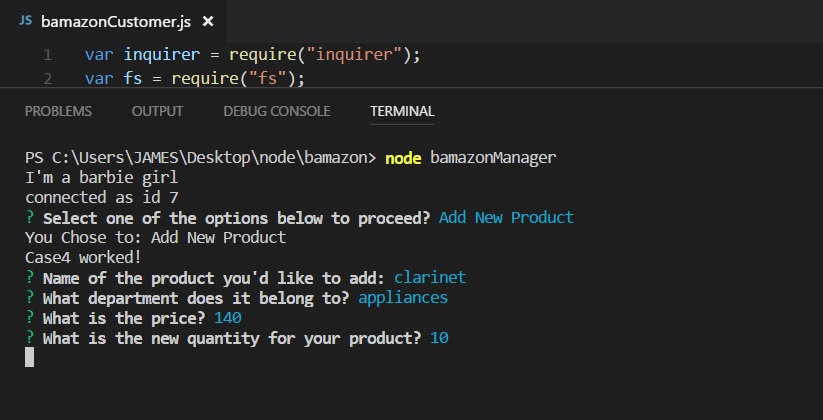 JS bamazonCustomer.js ×
1 var inquirer = require("inquirer");
2 var fs = require("fs");
PROBLEMS OUTPUT DEBUG CONSOLE TERMINAL
PS C:\Users\JAMES\Desktop\node\bamazon> node bamazonManager
I'm a barbie girl
connected as id 7
? Select one of the options below to proceed? Add New Product
You Chose to: Add New Product
Case4 worked!
? Name of the product you'd like to add: clarinet
? What department does it belong to? appliances
? What is the price? 140
? What is the new quantity for your product? 10